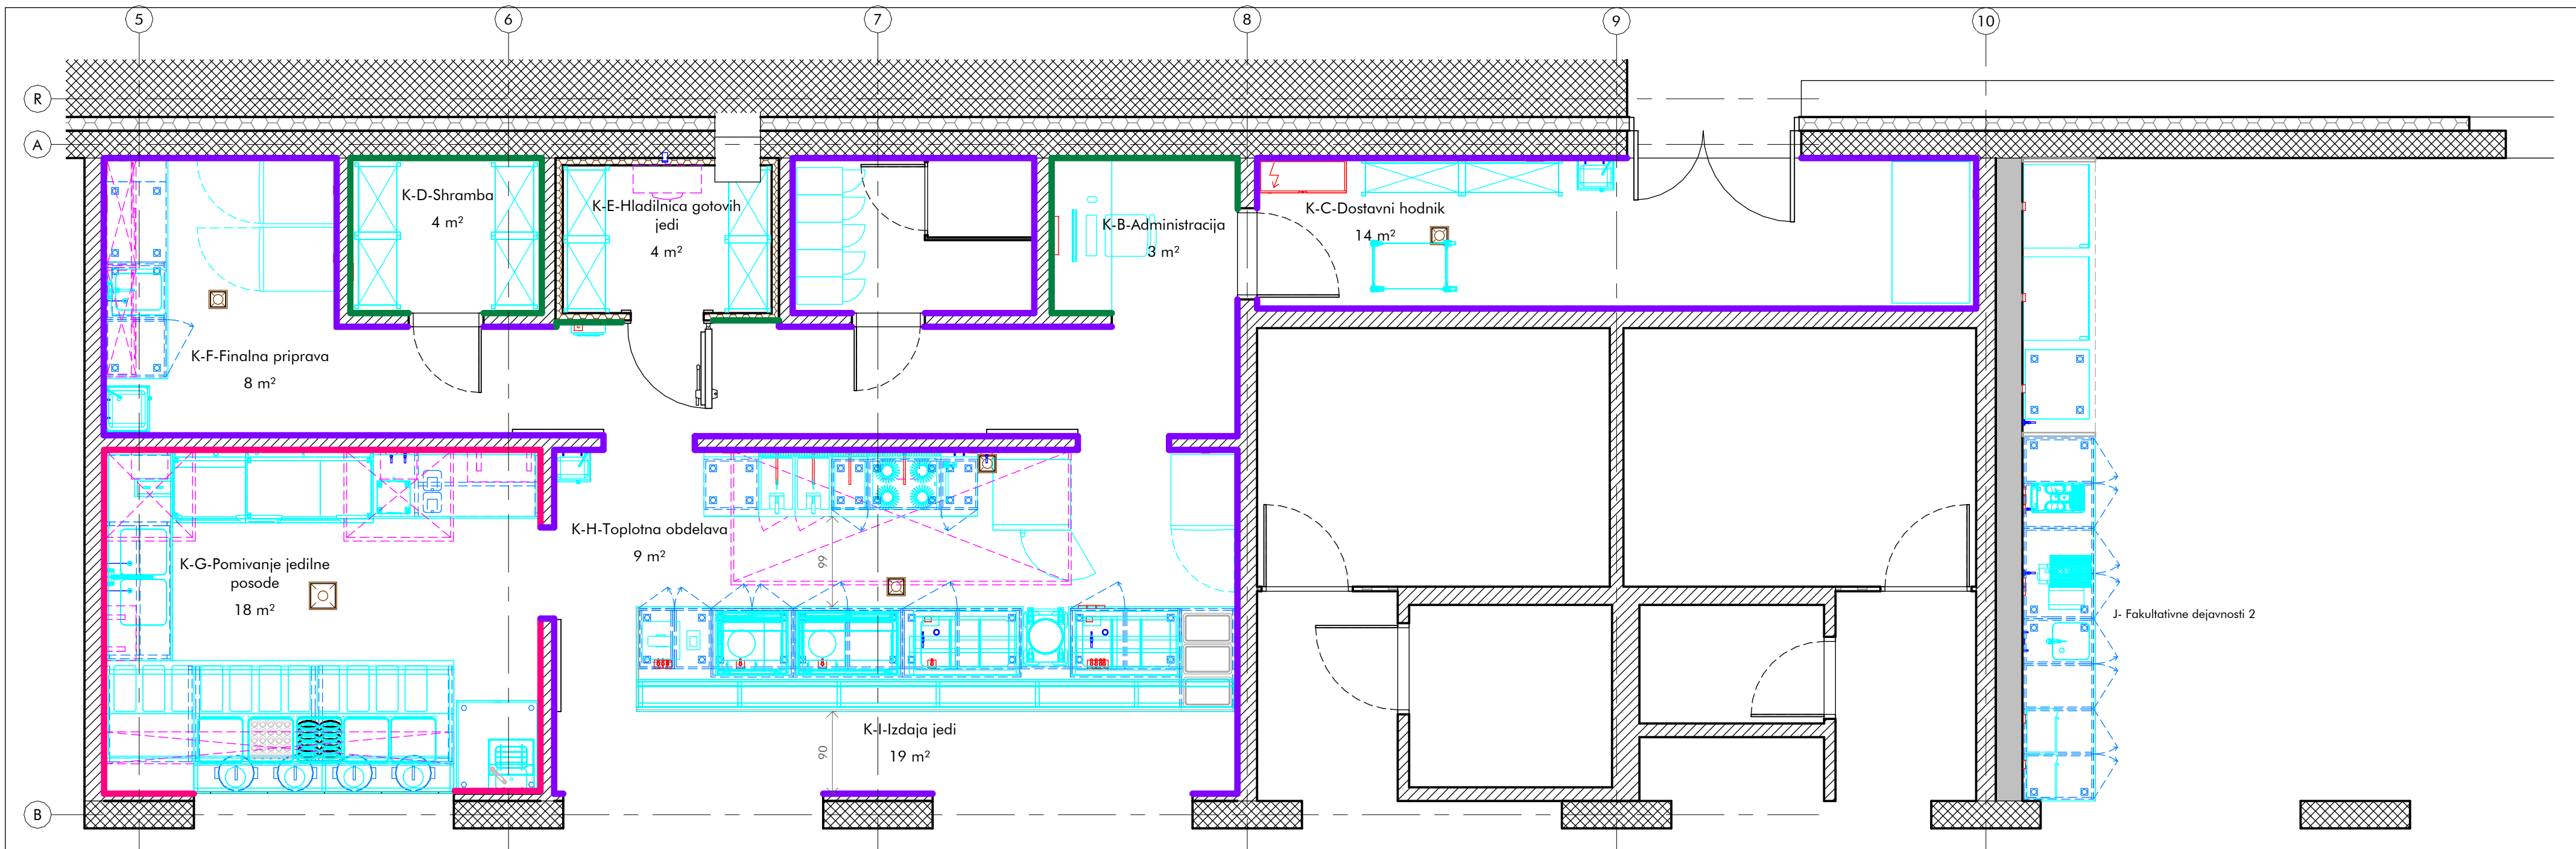 5
6
7
8
9
10
R
A
K-D-Shramba
4 m²
K-E-Hladilnica gotovih
jedi
4 m²
K-B-Administracija
3 m²
K-C-Dostavni hodnik
14 m²
K-F-Finalna priprava
8 m²
K-G-Pomivanje jedilne
posode
18 m²
K-H-Toplotna obdelava
9 m²
99
K-I-Izdaja jedi
19 m²
90
J- Fakultativne dejavnosti 2
B